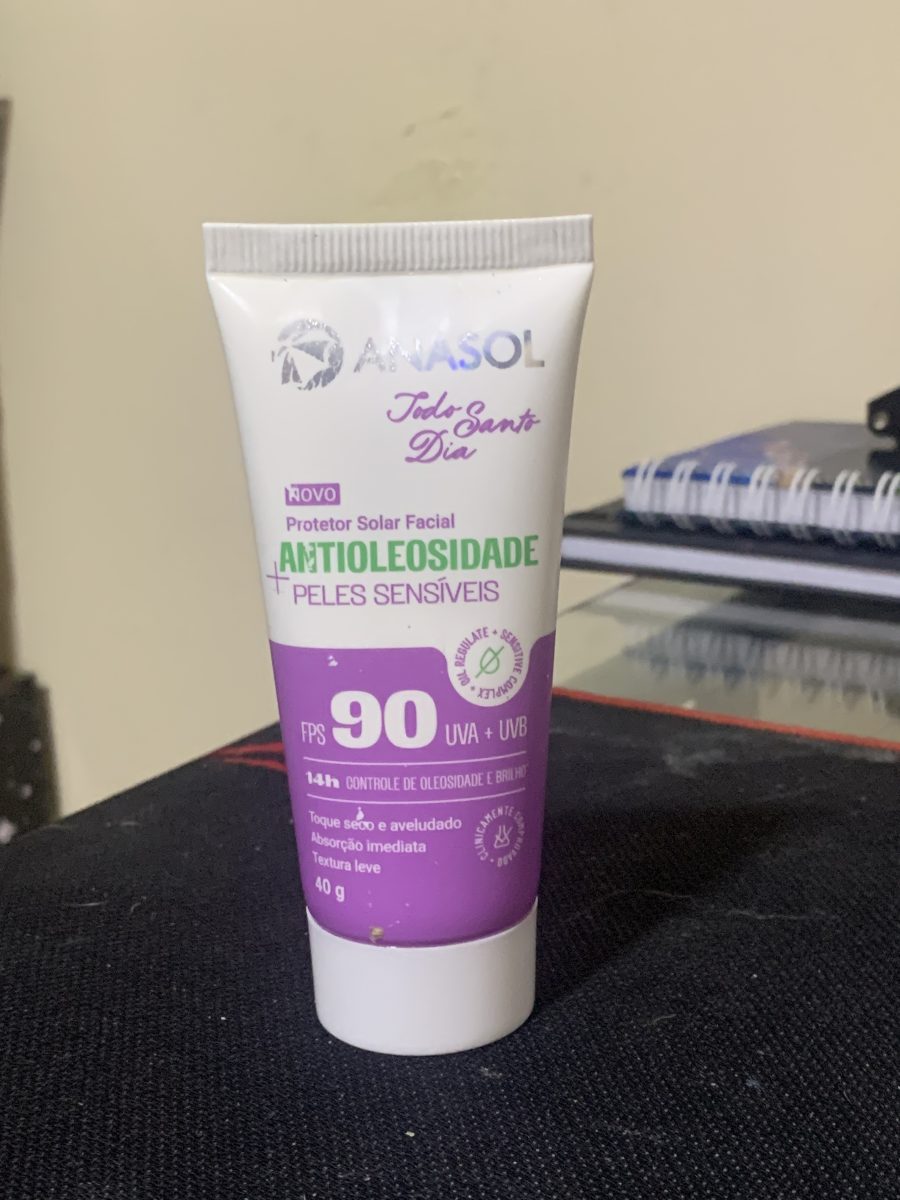 ANASOL
Todo Santo
Dia
NOVO
Protetor Solar Facial
ANTIOLEOSIDADE
+ PELES SENSÍVEIS
OIL REGULATE + SENSITIVE COMPLEX +
FPS 90 UVA + UVB
14h CONTROLE DE OLEOSIDADE E BRILHO
Toque seco e aveludado
Absorção imediata
Textura leve
40 g
CLINICAMENTE COMPROVADO •